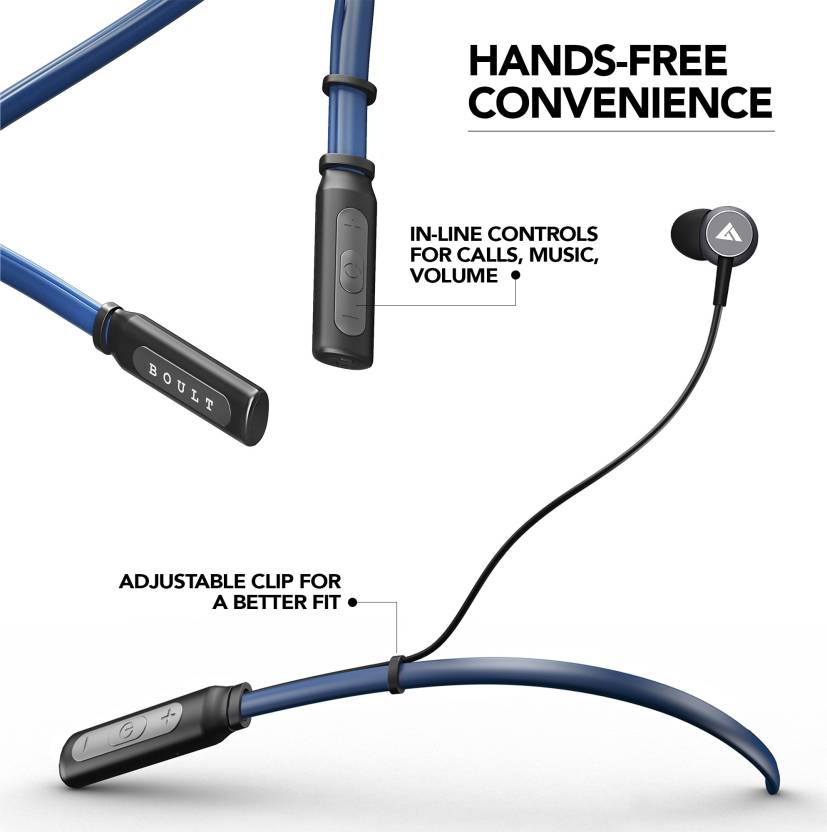 HANDS-FREE
CONVENIENCE
IN-LINE CONTROLS
FOR CALLS, MUSIC,
VOLUME
BOULT
ADJUSTABLE CLIP FOR
A BETTER FIT